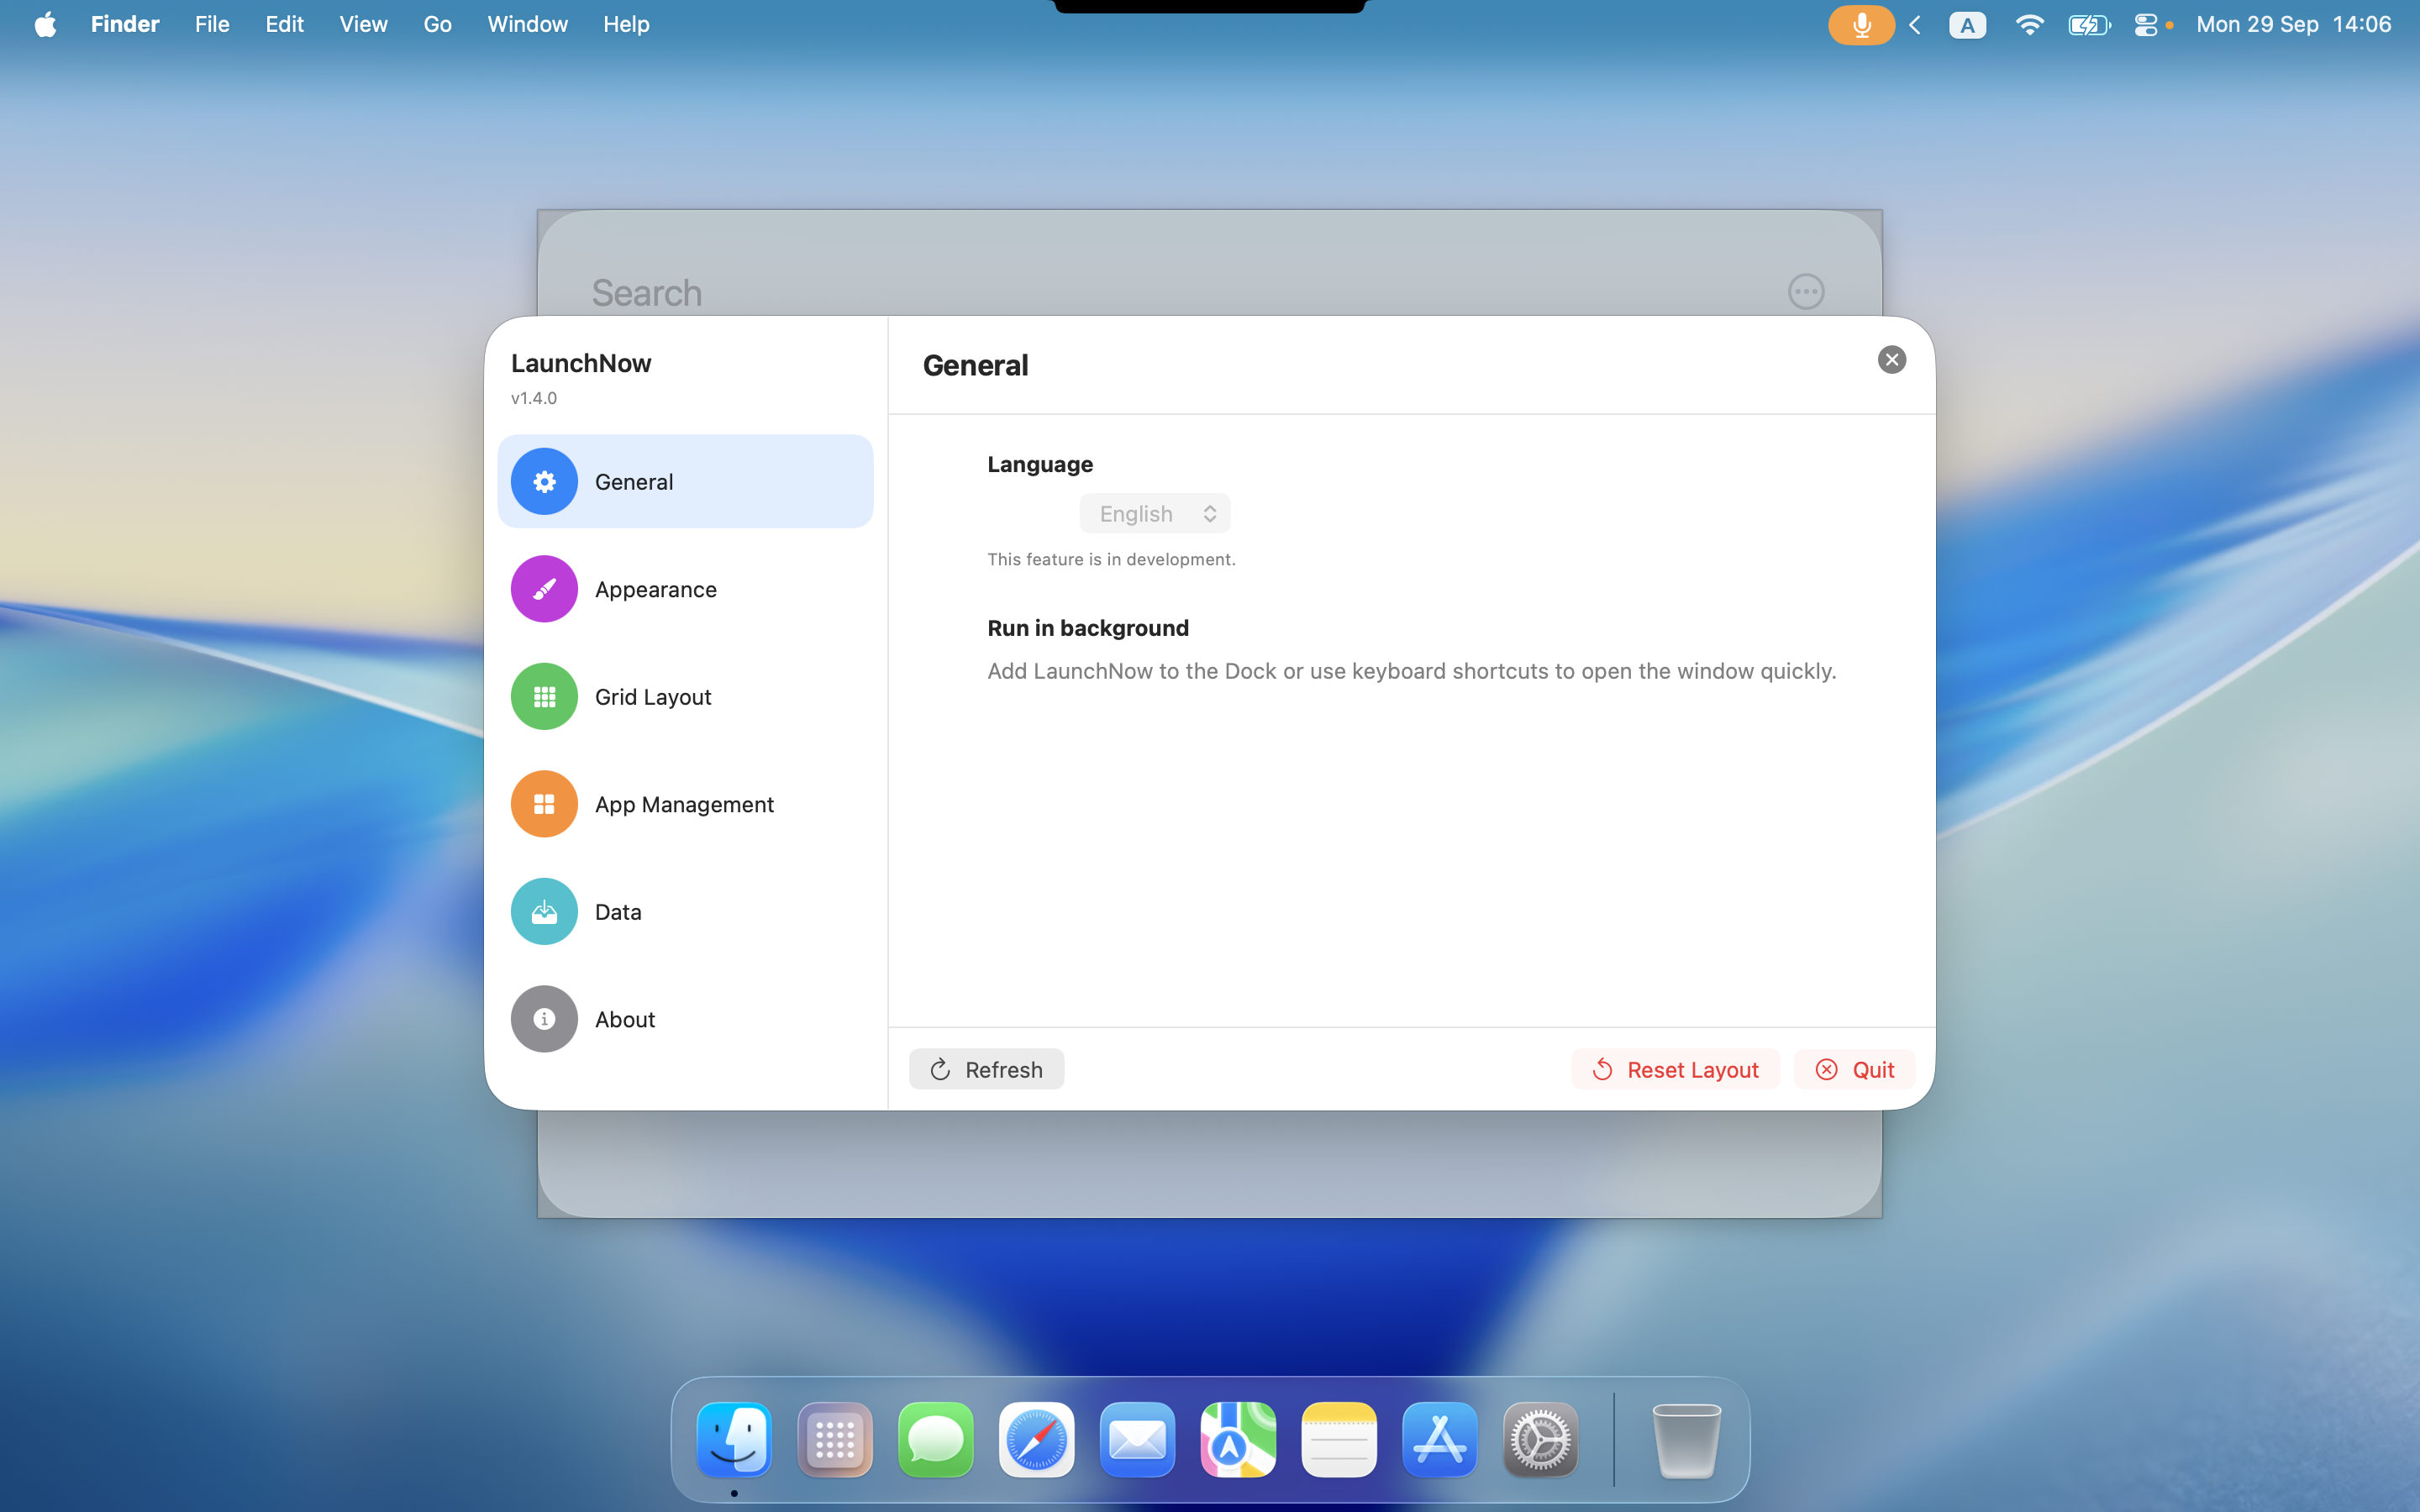 Finder File Edit View Go Window Help A Mon 29 Sep 14:06
Search
LaunchNow
v1.4.0
General
Appearance
Grid Layout
App Management
Data
About
General
Language
English
This feature is in development.
Run in background
Add LaunchNow to the Dock or use keyboard shortcuts to open the window quickly.
Refresh Reset Layout Quit